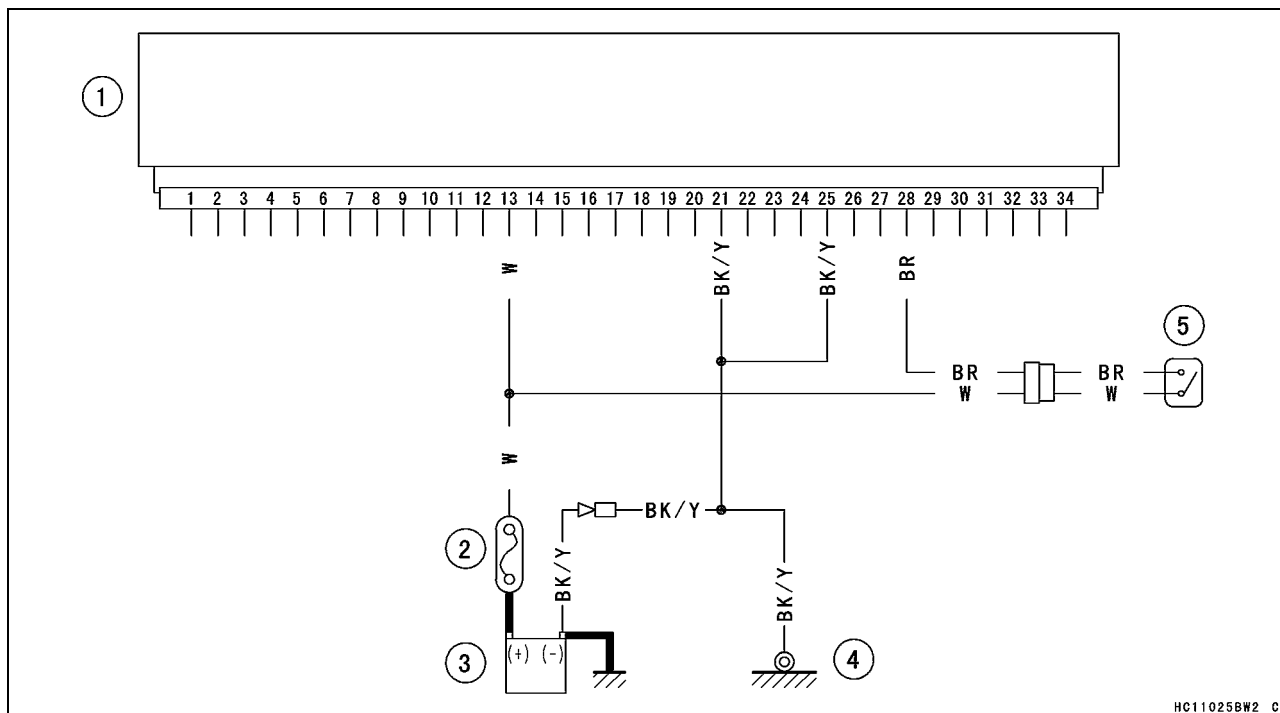 1
1 2 3 4 5 6 7 8 9 10 11 12 13 14 15 16 17 18 19 20 21 22 23 24 25 26 27 28 29 30 31 32 33 34
W BK/Y BK/Y BR
5
BR BR
W W
W
2
BK/Y
BK/Y BK/Y
3
(+) (-)
4
HC11025BW2 C